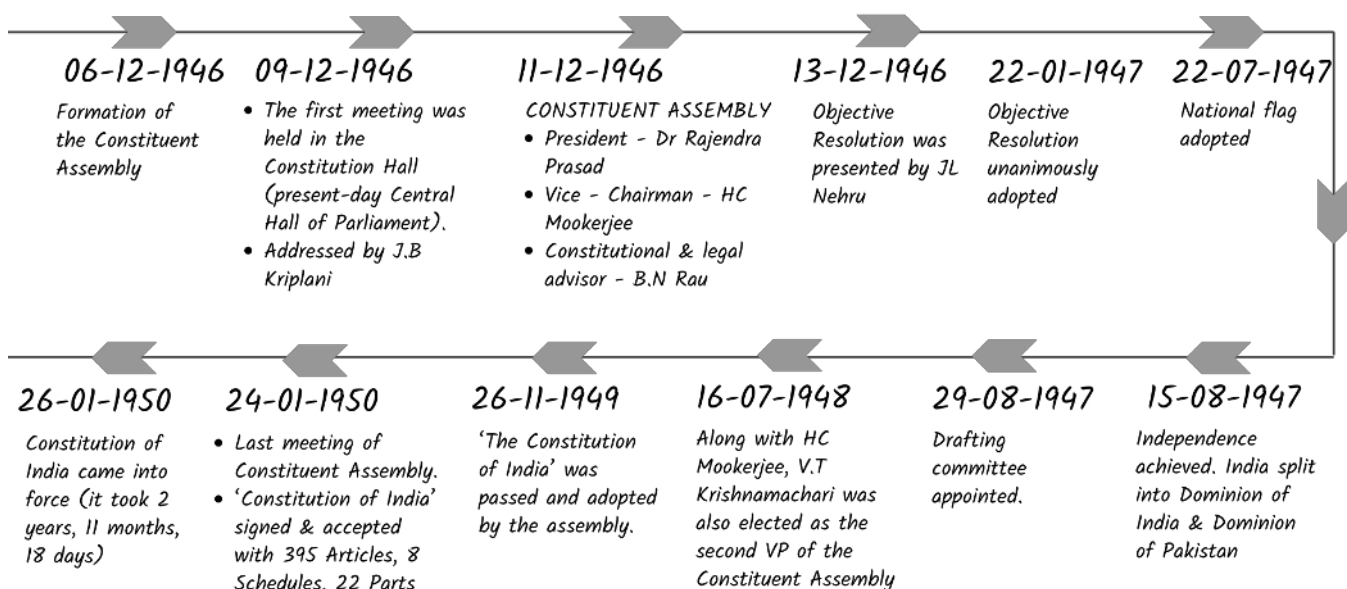 06-12-1946
Formation of
the Constituent
Assembly
09-12-1946
• The first meeting was
held in the
Constitution Hall
(present-day Central
Hall of Parliament).
• Addressed by J.B
Kriplani
11-12-1946
CONSTITUENT ASSEMBLY
• President - Dr Rajendra
Prasad
• Vice - Chairman - HC
Mookerjee
• Constitutional & legal
advisor - B.N Rau
13-12-1946
Objective
Resolution was
presented by JL
Nehru
22-01-1947
Objective
Resolution
unanimously
adopted
22-07-1947
National flag
adopted
15-08-1947
Independence
achieved. India split
into Dominion of
India & Dominion
of Pakistan
29-08-1947
Drafting
committee
appointed.
16-07-1948
Along with HC
Mookerjee, V.T
Krishnamachari was
also elected as the
second VP of the
Constituent Assembly
26-11-1949
‘The Constitution
of India’ was
passed and adopted
by the assembly.
24-01-1950
• Last meeting of
Constituent Assembly.
• ‘Constitution of India’
signed & accepted
with 395 Articles, 8
Schedules, 22 Parts
26-01-1950
Constitution of
India came into
force (it took 2
years, 11 months,
18 days)